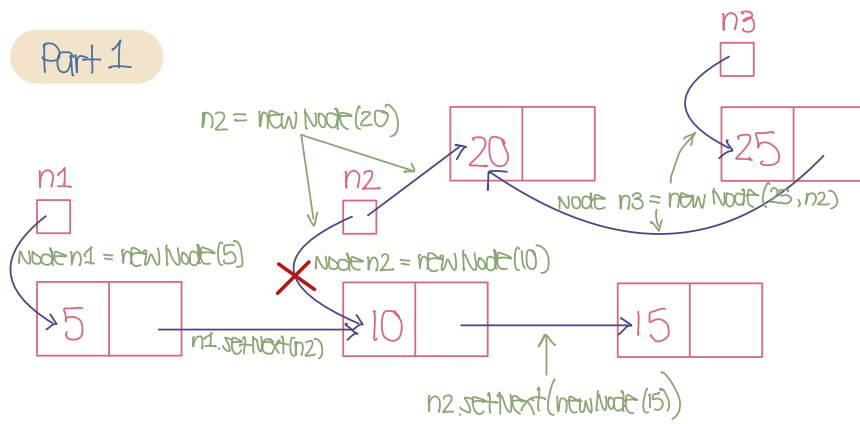 Part 1
n3
n2 = new Node(20)
20
25
n1
n2
Node n3 = new Node(25, n2)
Node n1 = new Node(5)
Node n2 = new Node(10)
5
10
15
n1.setNext(n2)
n2.setNext(new Node(15))